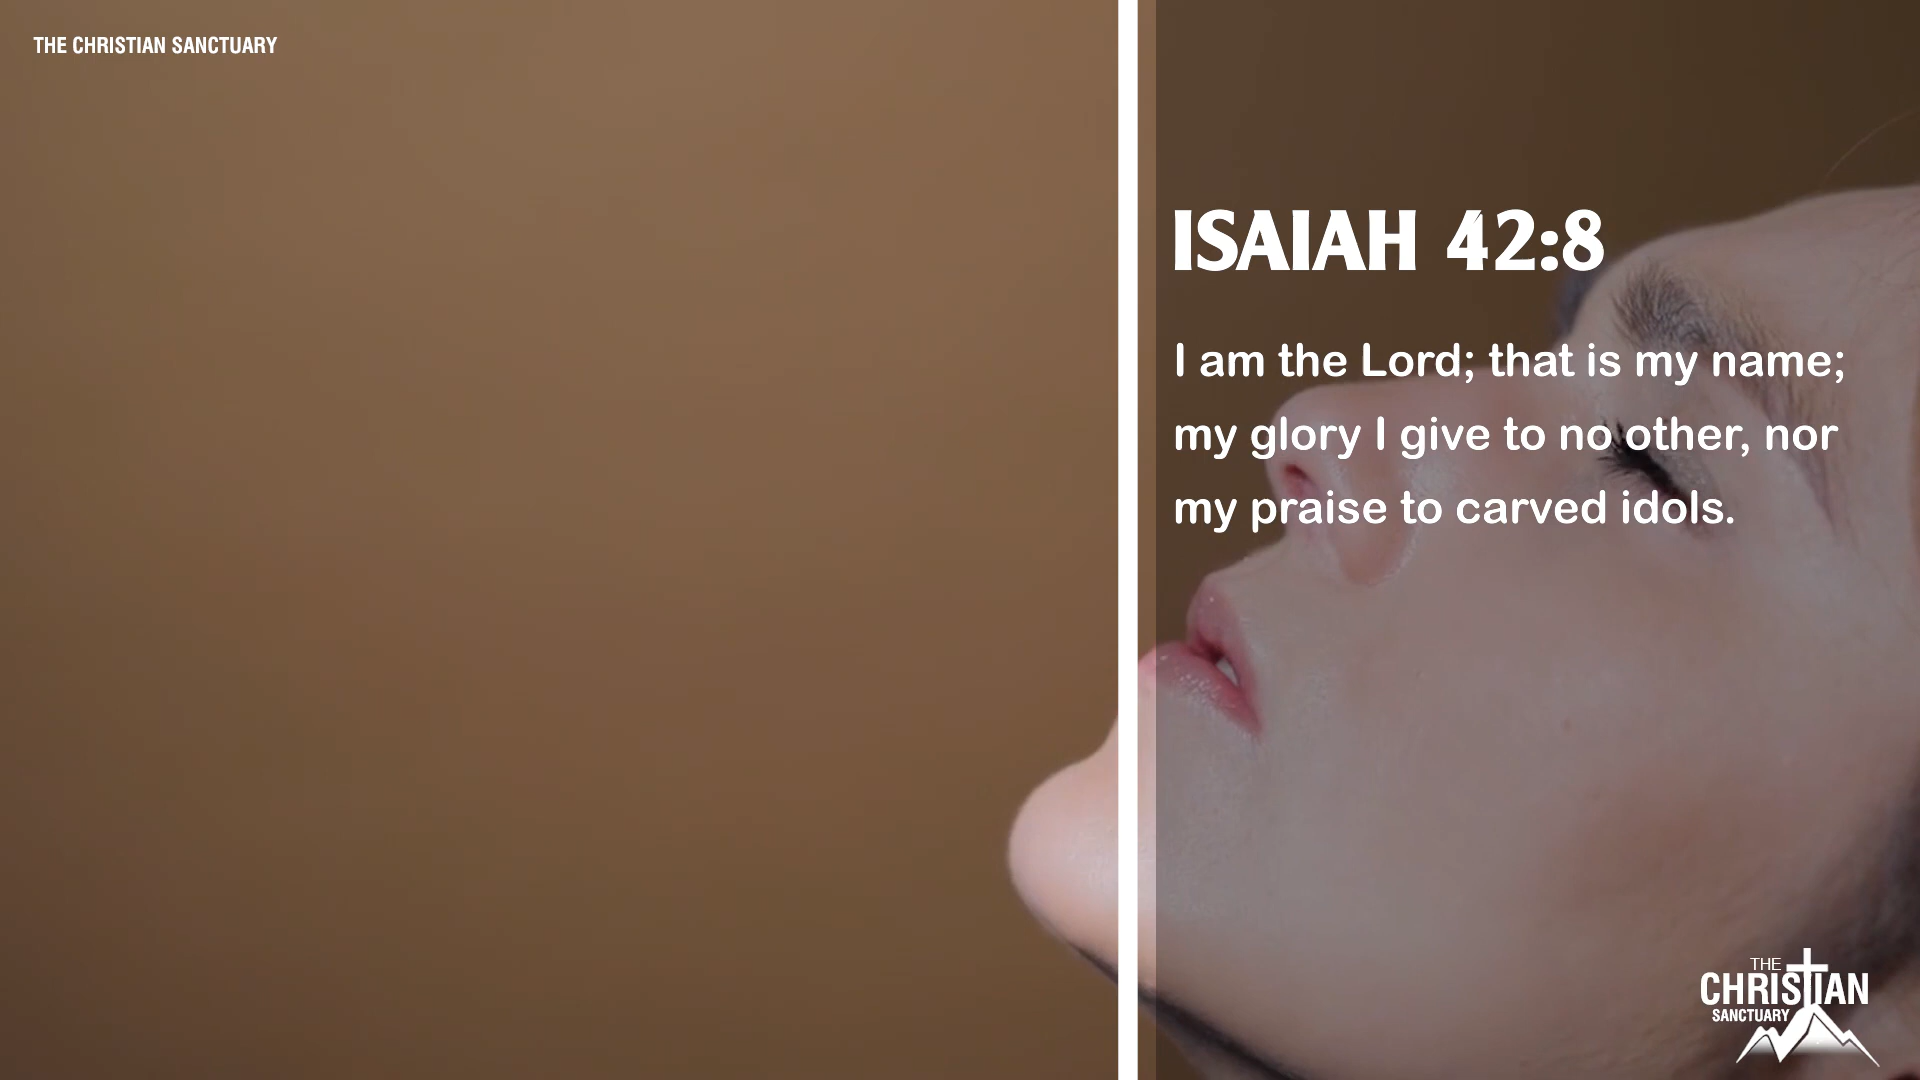 THE CHRISTIAN SANCTUARY
ISAIAH 42:8
I am the Lord; that is my name;
my glory I give to no other, nor
my praise to carved idols.
THE
CHRISTIAN
SANCTUARY